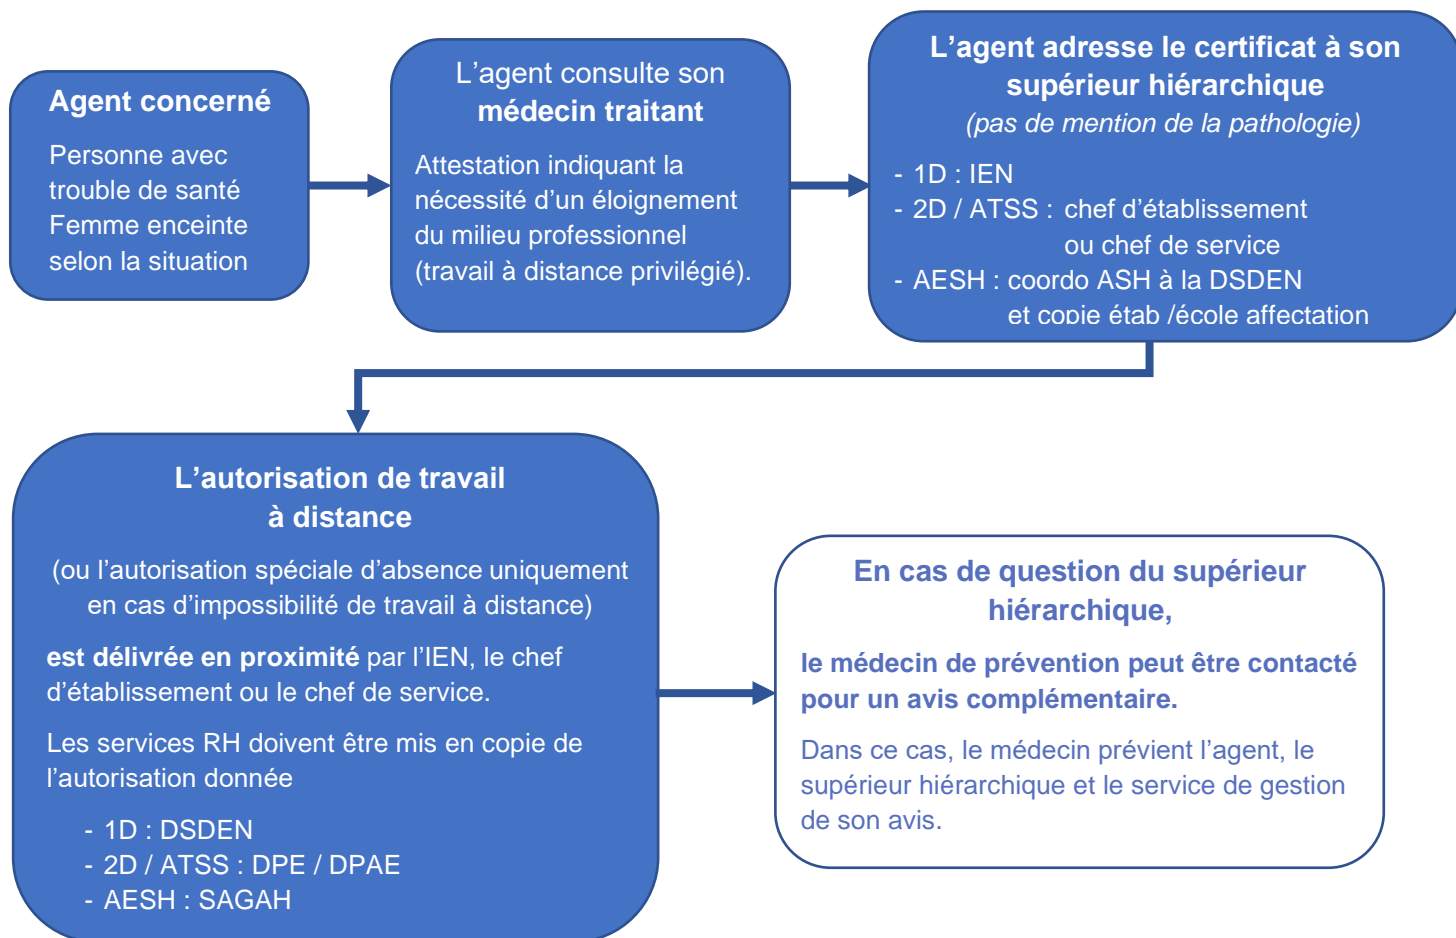 Agent concerné
Personne avec
trouble de santé
Femme enceinte
selon la situation
L’agent consulte son
médecin traitant
Attestation indiquant la
nécessité d’un éloignement
du milieu professionnel
(travail à distance privilégié).
L’agent adresse le certificat à son
supérieur hiérarchique
(pas de mention de la pathologie)
- 1D : IEN
- 2D / ATSS : chef d’établissement
ou chef de service
- AESH : coordo ASH à la DSDEN
et copie étab /école affectation
L’autorisation de travail
à distance
(ou l’autorisation spéciale d’absence uniquement
en cas d’impossibilité de travail à distance)
est délivrée en proximité par l’IEN, le chef
d’établissement ou le chef de service.
Les services RH doivent être mis en copie de
l’autorisation donnée
- 1D : DSDEN
- 2D / ATSS : DPE / DPAE
- AESH : SAGAH
En cas de question du supérieur
hiérarchique,
le médecin de prévention peut être contacté
pour un avis complémentaire.
Dans ce cas, le médecin prévient l’agent, le
supérieur hiérarchique et le service de gestion
de son avis.